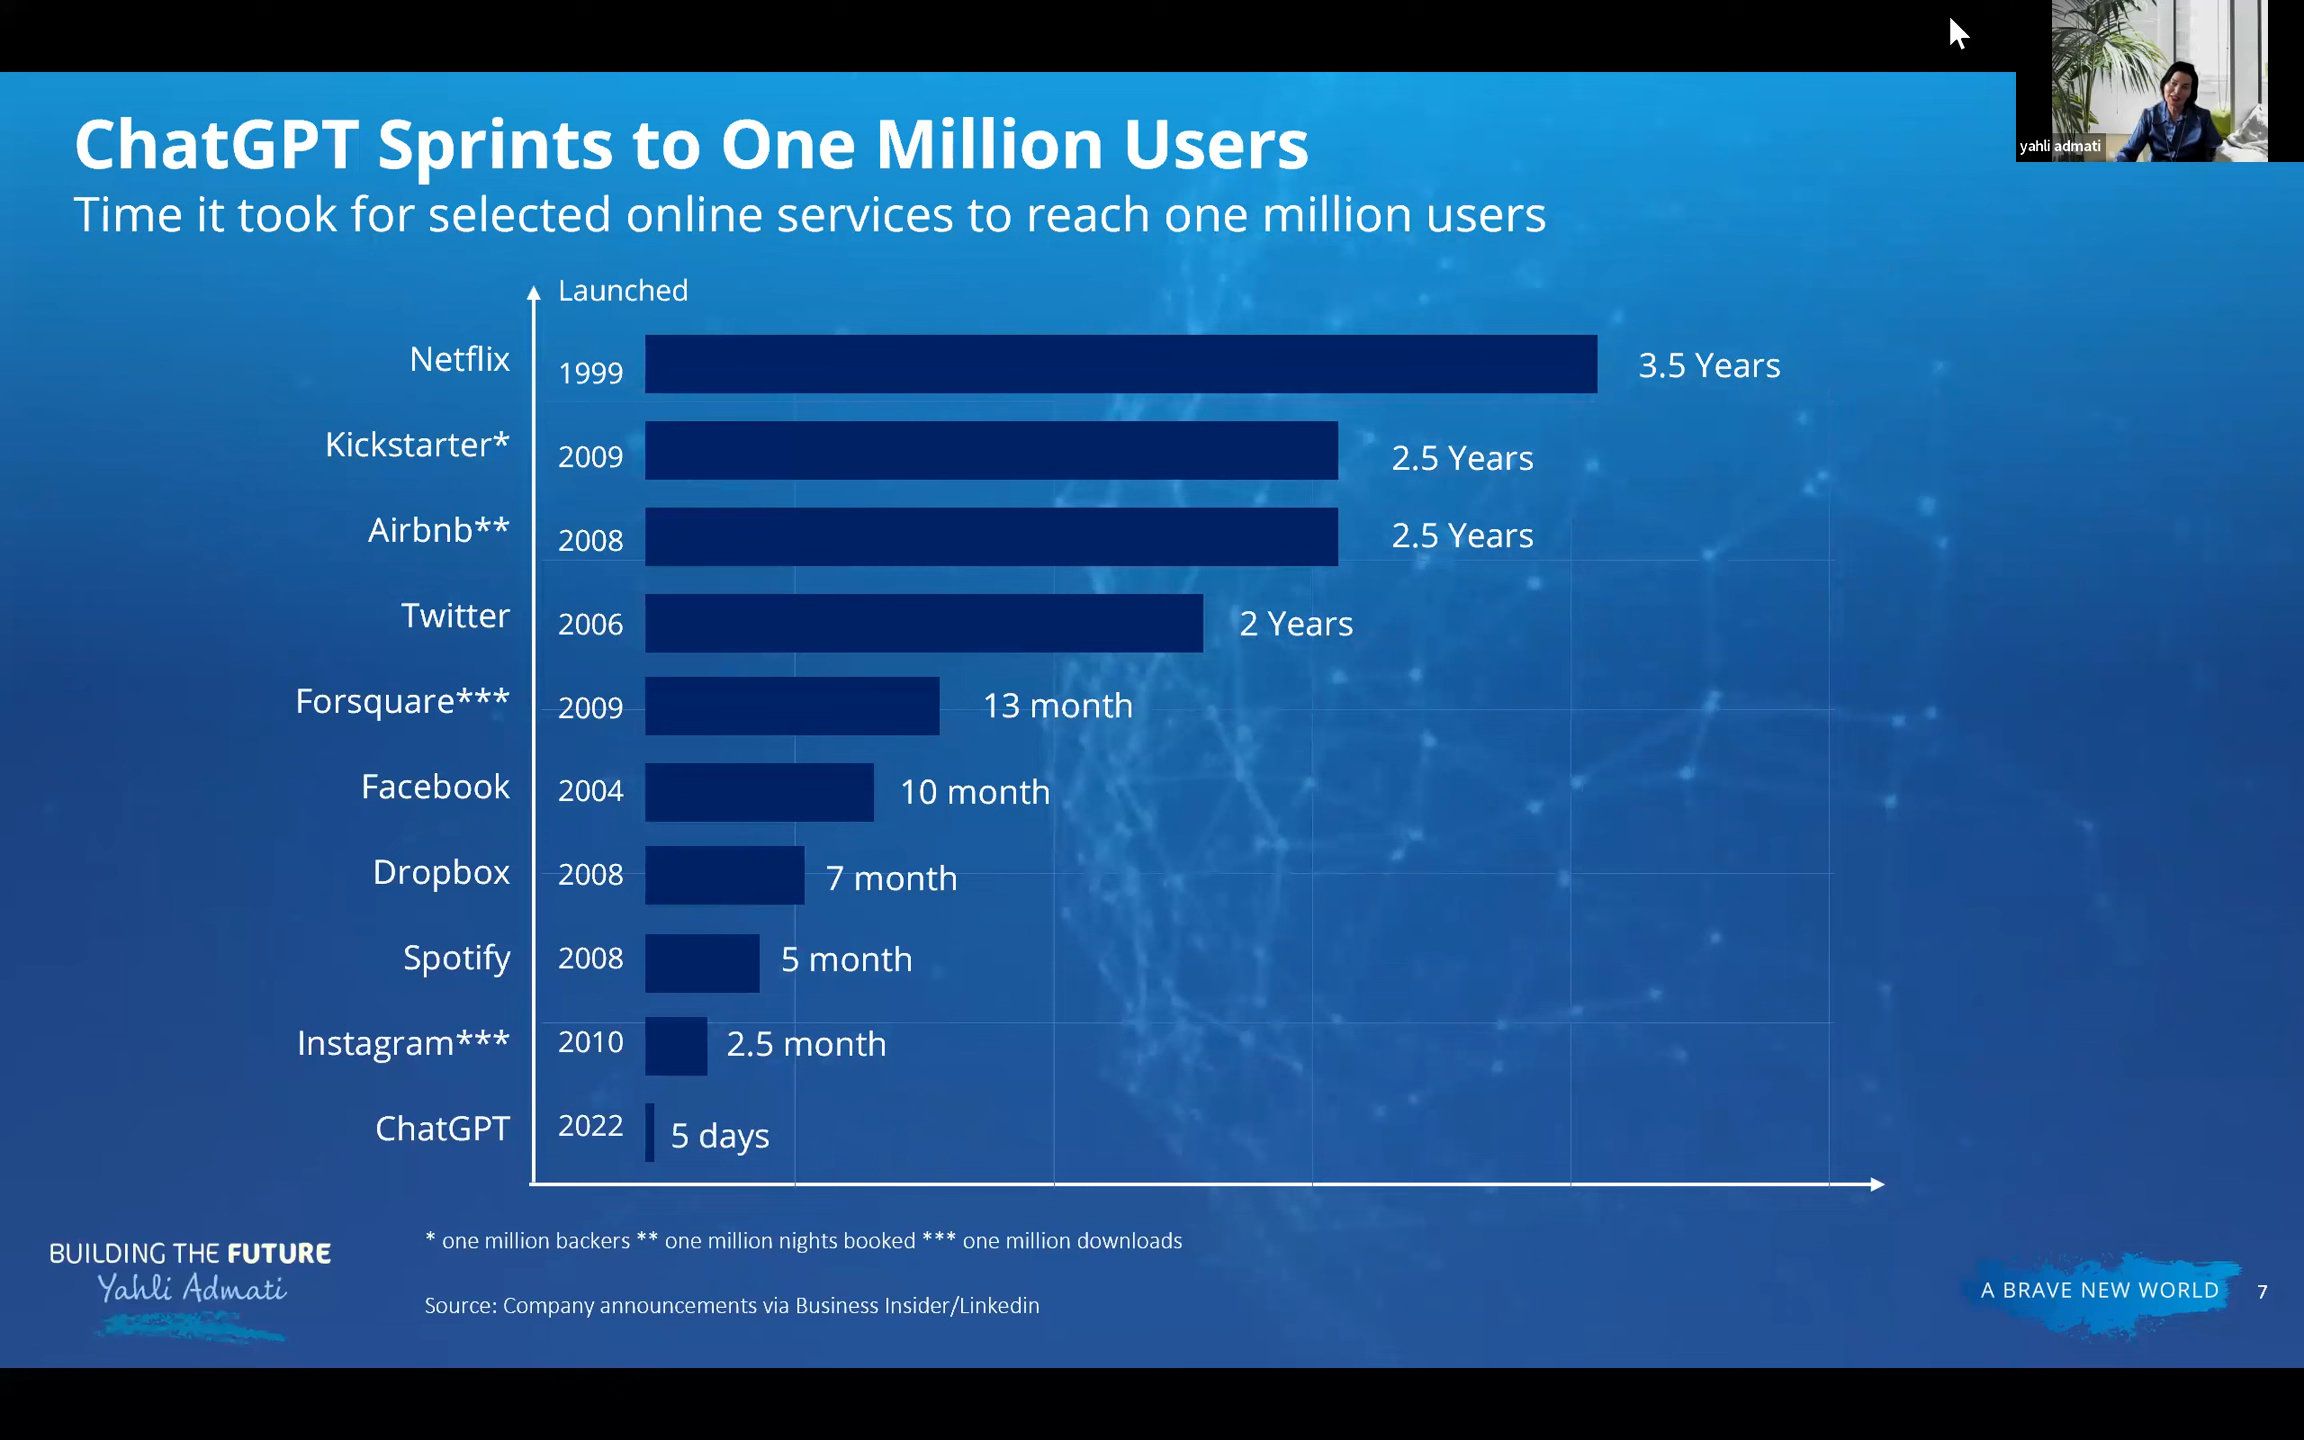 yahli admati
ChatGPT Sprints to One Million Users
Time it took for selected online services to reach one million users
Launched
Netflix 1999 3.5 Years
Kickstarter* 2009 2.5 Years
Airbnb** 2008 2.5 Years
Twitter 2006 2 Years
Forsquare*** 2009 13 month
Facebook 2004 10 month
Dropbox 2008 7 month
Spotify 2008 5 month
Instagram*** 2010 2.5 month
ChatGPT 2022 5 days
* one million backers ** one million nights booked *** one million downloads
Source: Company announcements via Business Insider/Linkedin
BUILDING THE FUTURE
Yahli Admati
A BRAVE NEW WORLD 7